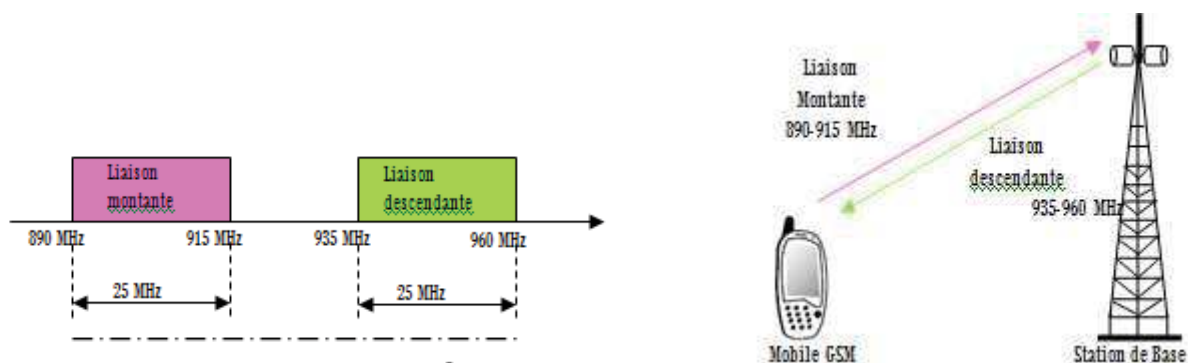 Liaison
montante
Liaison
descendante
890 MHz
915 MHz
935 MHz
960 MHz
25 MHz
25 MHz
Liaison
Montante
890-915 MHz
Liaison
descendante
935-960 MHz
Mobile GSM
Station de Base